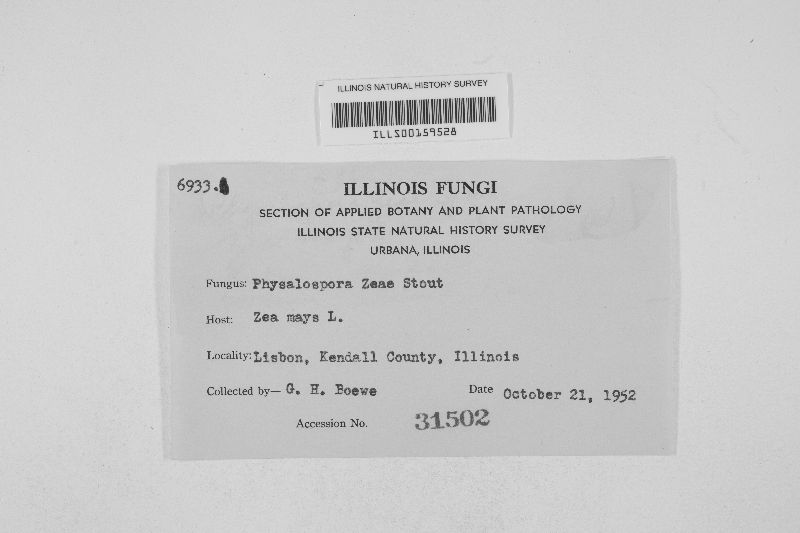 ILLINOIS NATURAL HISTORY SURVEY
ILLS00159528
6933.
ILLINOIS FUNGI
SECTION OF APPLIED BOTANY AND PLANT PATHOLOGY
ILLINOIS STATE NATURAL HISTORY SURVEY
URBANA, ILLINOIS
Fungus: Physalospora Zeae Stout
Host: Zea mays L.
Locality: Lisbon, Kendall County, Illinois
Collected by— G. H. Boewe Date October 21, 1952
Accession No. 31502